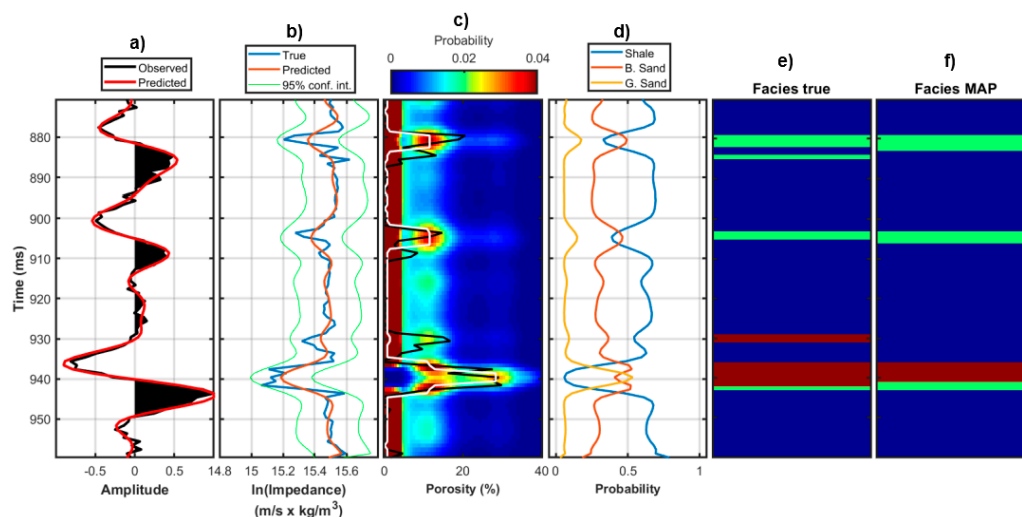 a)
b)
c)
d)
e)
f)
Observed
Predicted
True
Predicted
95% conf. int.
Probability
0
0.02
0.04
Shale
B. Sand
G. Sand
Facies true
Facies MAP
Time (ms)
880
890
900
910
920
930
940
950
-0.5
0
0.5
14.8
15
15.2
15.4
15.6
0
20
40
0
0.5
1
Amplitude
ln(Impedance)
(m/s x kg/m³)
Porosity (%)
Probability